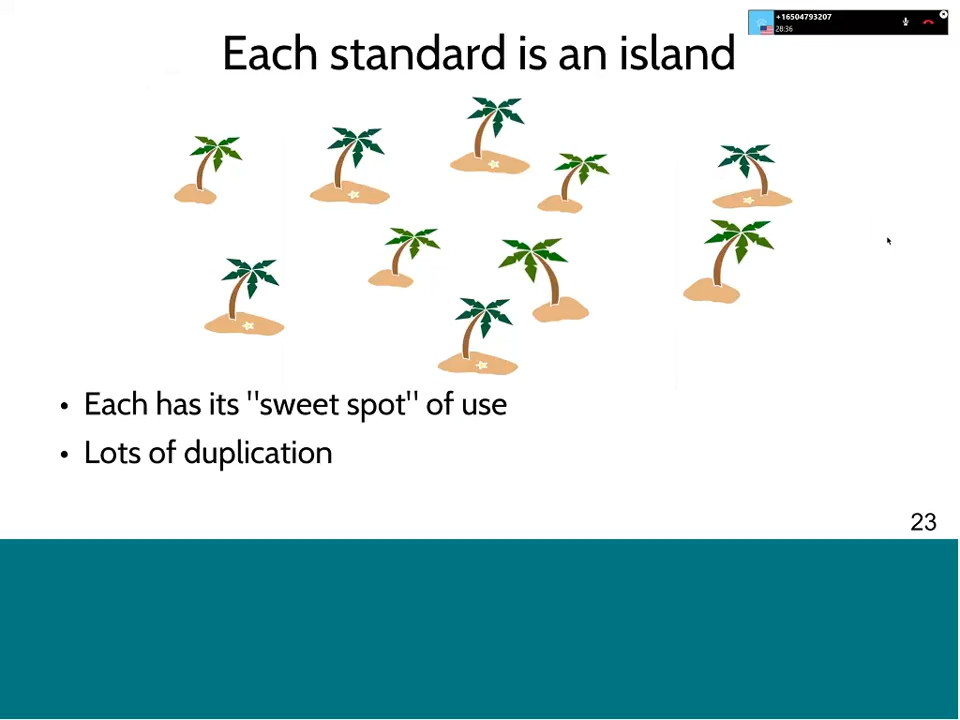 +16504793207
28:36
Each standard is an island
• Each has its "sweet spot" of use
• Lots of duplication
23